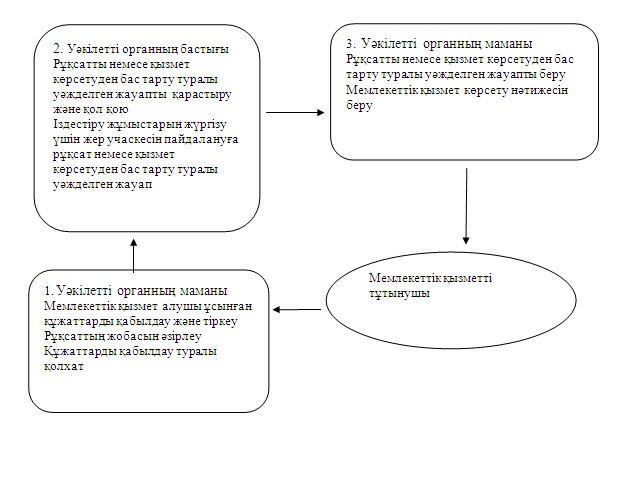 2. Уәкілетті органның бастығы
Рұқсатты немесе қызмет
көрсетуден бас тарту туралы
уәжделген жауапты қарастыру
және қол қою
Іздестіру жұмыстарын жүргізу
үшін жер учаскесін пайдалануға
рұқсат немесе қызмет
көрсетуден бас тарту туралы
уәжделген жауап
3. Уәкілетті органның маманы
Рұқсатты немесе қызмет көрсетуден бас
тарту туралы уәжделген жауапты беру
Мемлекеттік қызмет көрсету нәтижесін
беру
1. Уәкілетті органның маманы
Мемлекеттік қызмет алушы ұсынған
құжаттарды қабылдау және тіркеу
Рұқсаттың жобасын әзірлеу
Құжаттарды қабылдау туралы
қолхат
Мемлекеттік қызметті
тұтынушы